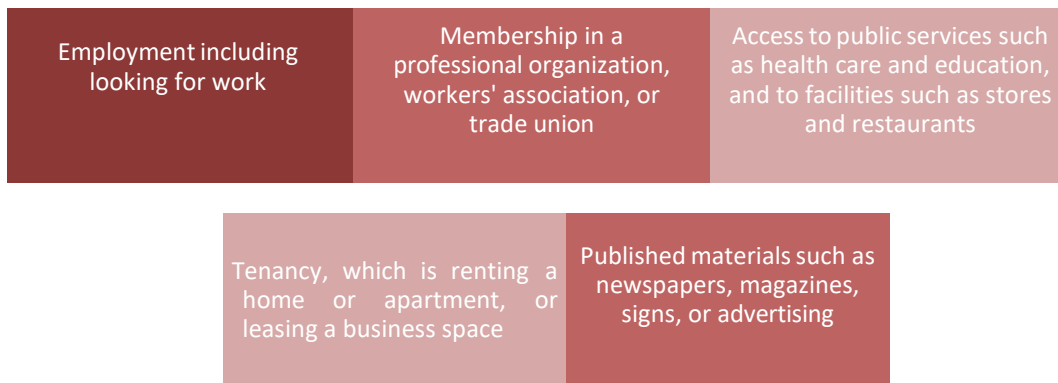 Employment including
looking for work
Membership in a
professional organization,
workers' association, or
trade union
Access to public services such
as health care and education,
and to facilities such as stores
and restaurants
Tenancy, which is renting a
home or apartment, or
leasing a business space
Published materials such as
newspapers, magazines,
signs, or advertising